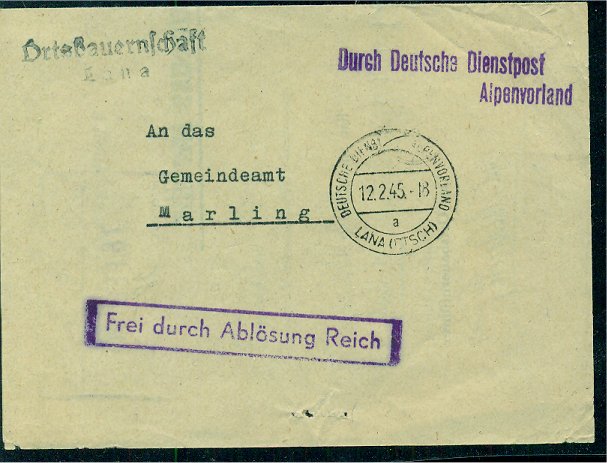 Ortsbauernschaft
Lana
Durch Deutsche Dienstpost
Alpenvorland
An das
Gemeindeamt
Marling
DEUTSCHE DIENST ALPENVORLAND
12.2.45.-18
a
LANA (ETSCH)
Frei durch Ablösung Reich